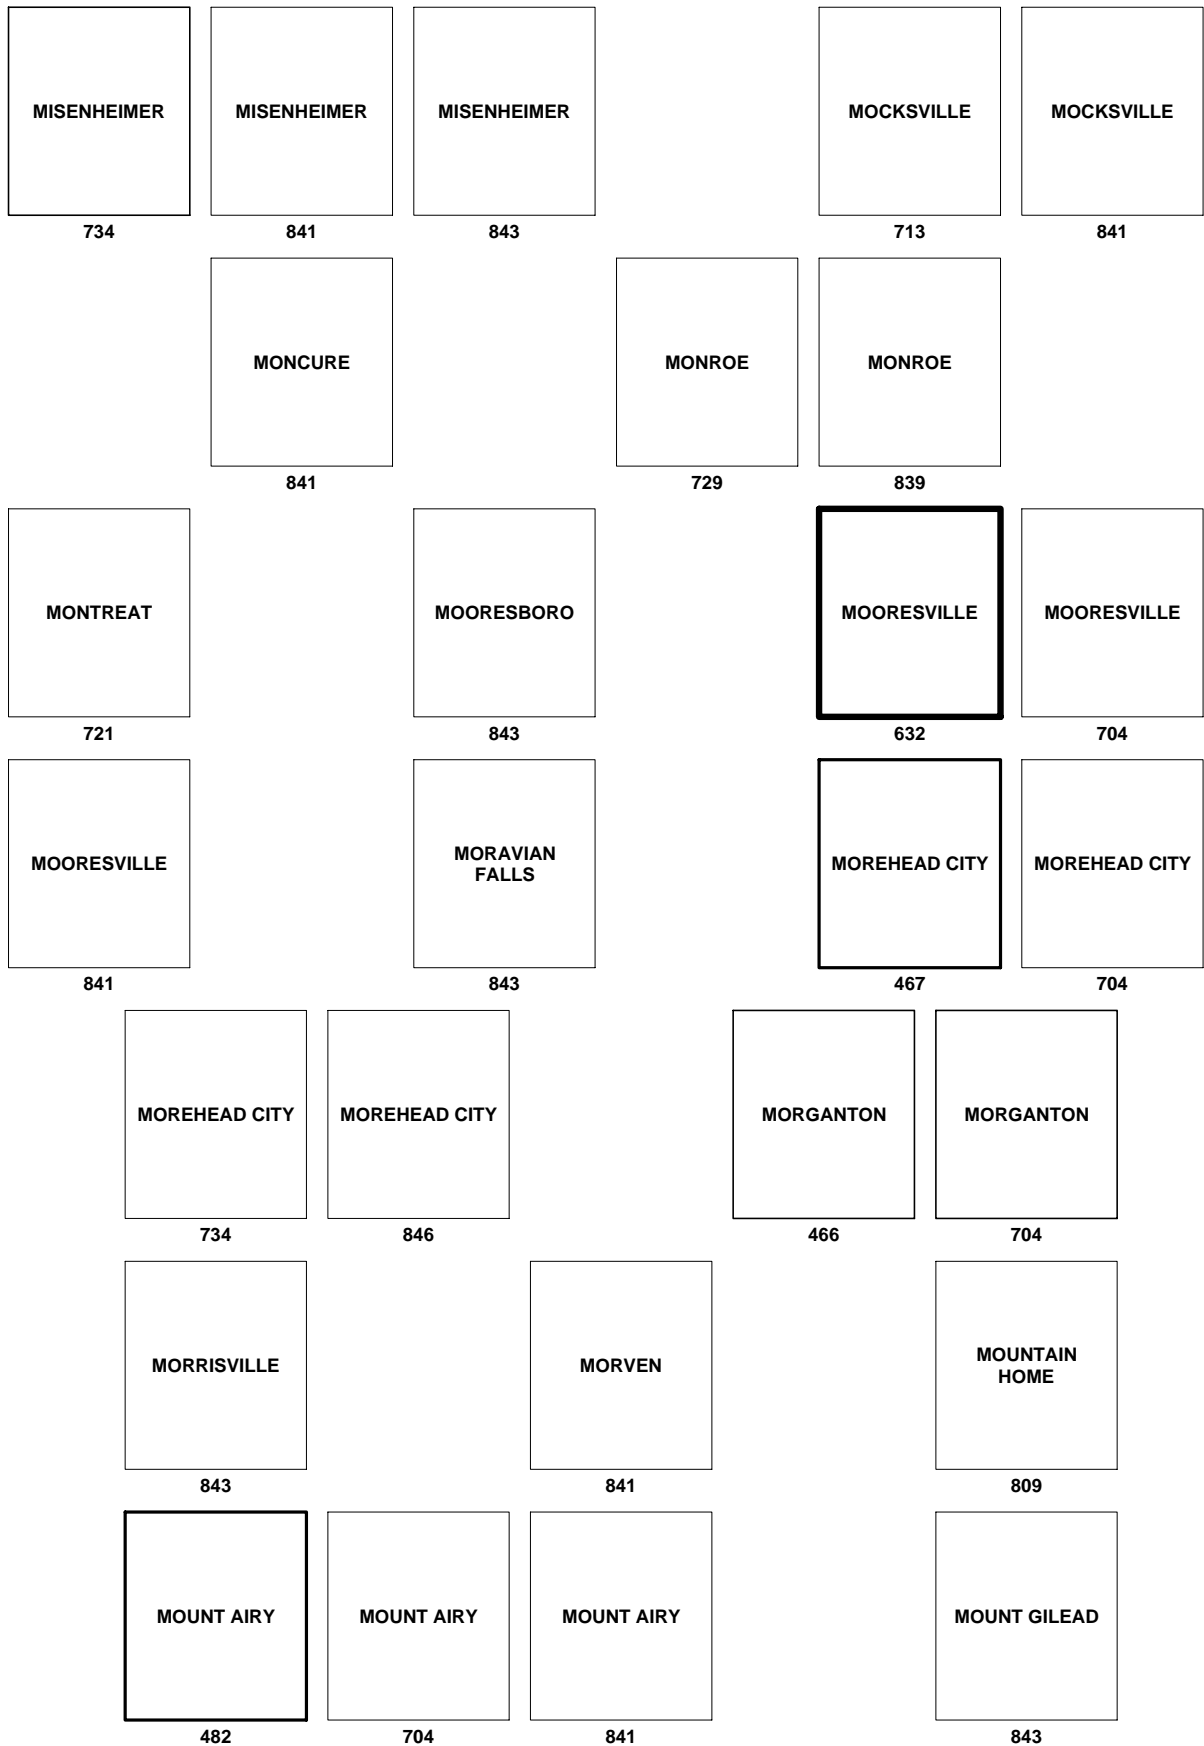 MISENHEIMER MISENHEIMER MISENHEIMER MOCKSVILLE MOCKSVILLE
734 841 843 713 841
MONCURE MONROE MONROE
841 729 839
MONTREAT MOORESBORO MOORESVILLE MOORESVILLE
721 843 632 704
MOORESVILLE MORAVIAN FALLS MOREHEAD CITY MOREHEAD CITY
841 843 467 704
MOREHEAD CITY MOREHEAD CITY MORGANTON MORGANTON
734 846 466 704
MORRISVILLE MORVEN MOUNTAIN HOME
843 841 809
MOUNT AIRY MOUNT AIRY MOUNT AIRY MOUNT GILEAD
482 704 841 843